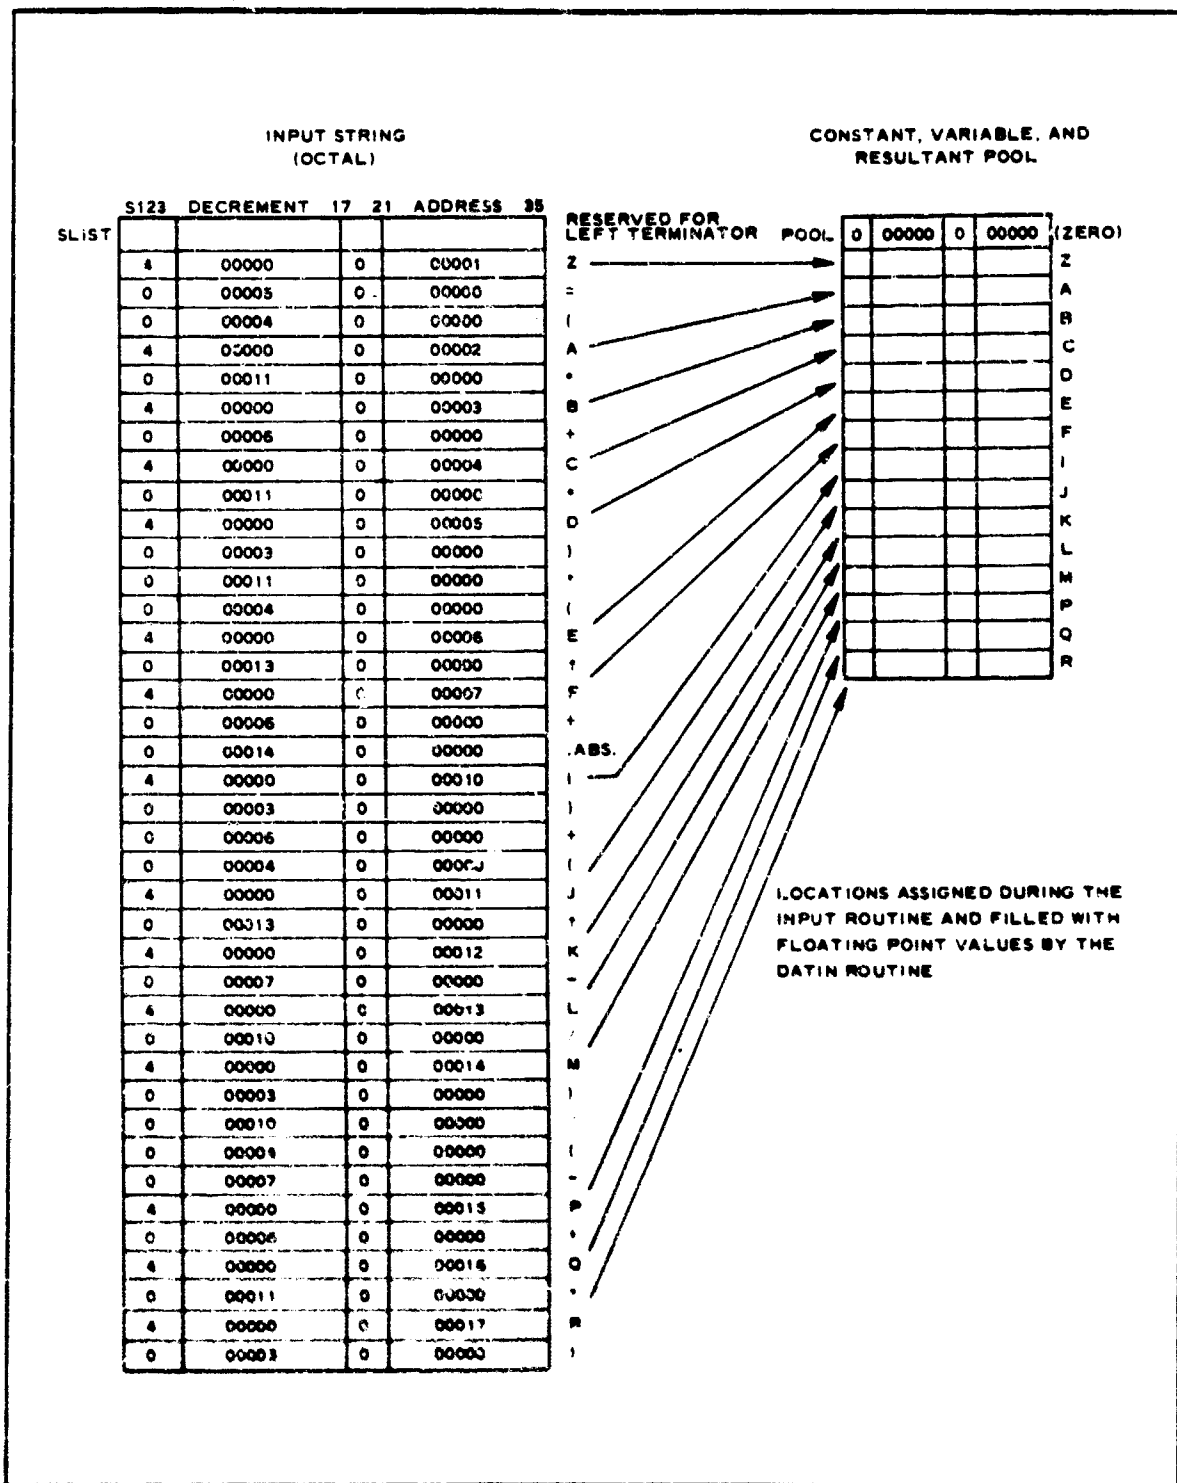 INPUT STRING
(OCTAL)
CONSTANT, VARIABLE, AND
RESULTANT POOL
S123 DECREMENT 17 21 ADDRESS 35
SLIST RESERVED FOR
LEFT TERMINATOR
POOL 0 00000 0 00000 (ZERO)
4 00000 0 00001 Z
0 00005 0 00000 =
0 00004 0 00000 (
4 00000 0 00002 A
0 00011 0 00000 *
4 00000 0 00003 B
0 00006 0 00000 +
4 00000 0 00004 C
0 00011 0 00000 *
4 00000 0 00005 D
0 00003 0 00000 )
0 00011 0 00000 *
0 00004 0 00000 (
4 00000 0 00006 E
0 00013 0 00000 ↑
4 00000 0 00007 F
0 00006 0 00000 +
0 00014 0 00000 .ABS.
4 00000 0 00010 I
0 00003 0 00000 )
0 00006 0 00000 +
0 00004 0 00000 (
4 00000 0 00011 J
0 00013 0 00000 ↑
4 00000 0 00012 K
0 00007 0 00000 -
4 00000 0 00013 L
0 00010 0 00000 /
4 00000 0 00014 M
0 00003 0 00000 )
0 00010 0 00000
0 00004 0 00000 (
0 00007 0 00000 -
4 00000 0 00015 P
0 00006 0 00000 +
4 00000 0 00016 Q
0 00011 0 00000 *
4 00000 0 00017 R
0 00003 0 00000 )
Z
A
B
C
D
E
F
I
J
K
L
M
P
Q
R
LOCATIONS ASSIGNED DURING THE
INPUT ROUTINE AND FILLED WITH
FLOATING POINT VALUES BY THE
DATIN ROUTINE